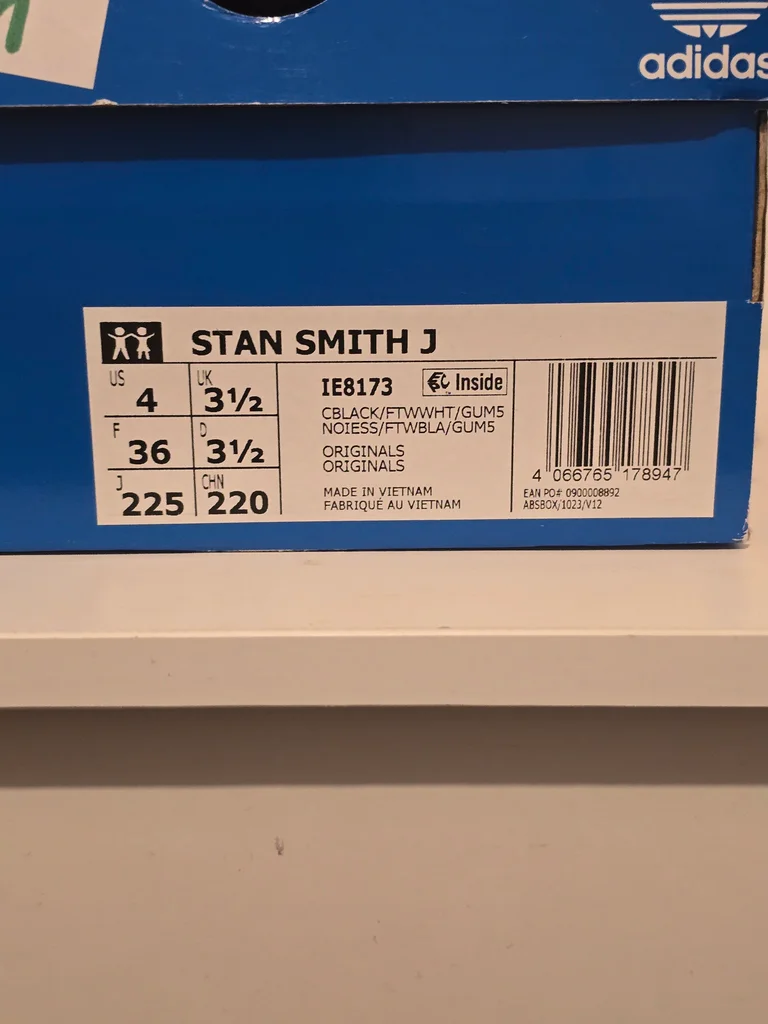 adidas
STAN SMITH J
US 4 UK 3½
F 36 D 3½
J 225 CHN 220
IE8173
Inside
CBLACK/FTWWHT/GUM5
NOIESS/FTWBLA/GUM5
ORIGINALS
ORIGINALS
MADE IN VIETNAM
FABRIQUÉ AU VIETNAM
4 066765 178947
EAN PO# 0900008892
ABSBOX/1023/V12